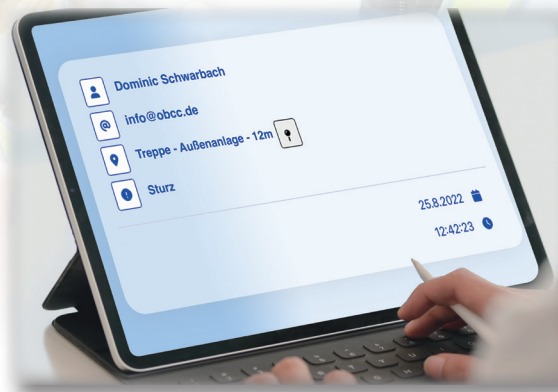 Dominic Schwarbach
info@obcc.de
Treppe - Außenanlage - 12m
Sturz
25.8.2022
12:42:23